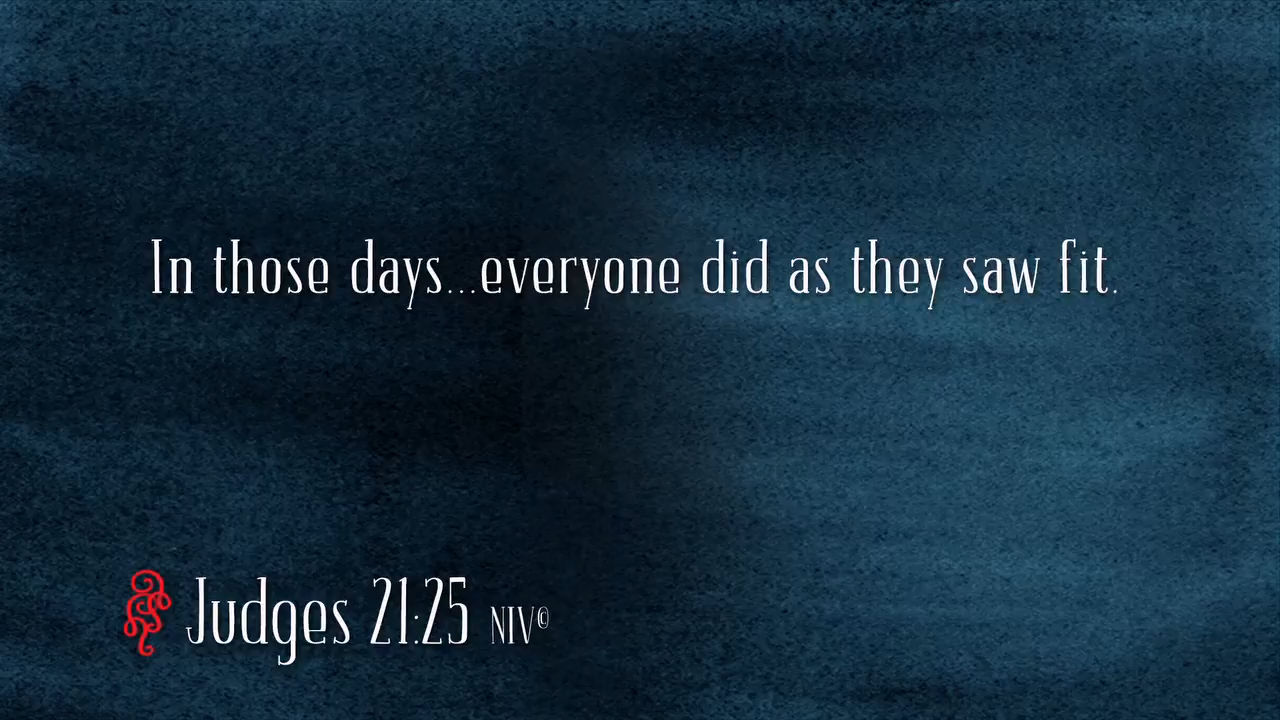 In those days...everyone did as they saw fit.
Judges 21:25 NIV©